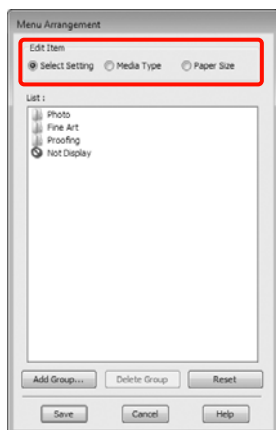 Menu Arrangement
Edit Item
Select Setting Media Type Paper Size
List :
Photo
Fine Art
Proofing
Not Display
Add Group... Delete Group Reset
Save Cancel Help